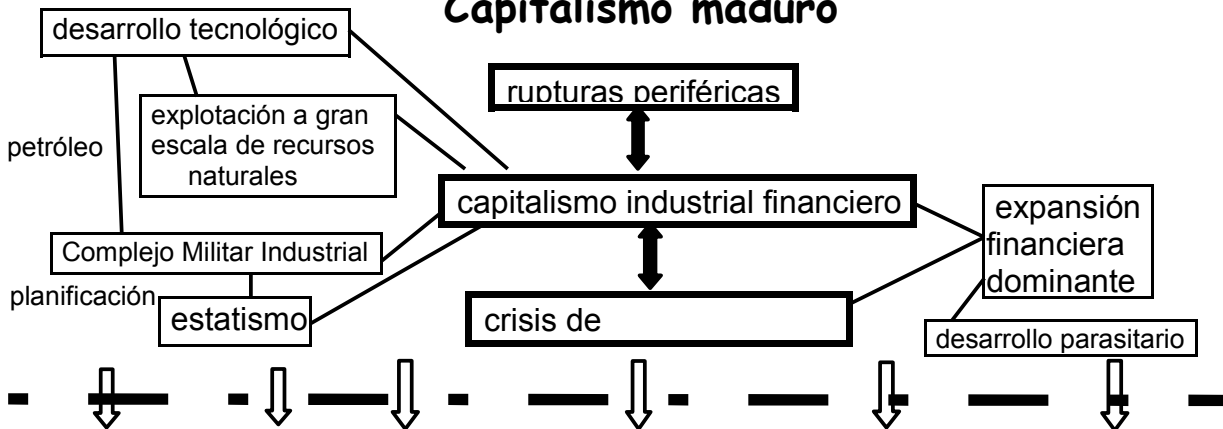 Capitalismo maduro
desarrollo tecnológico
rupturas periféricas
explotación a gran
escala de recursos
naturales
petróleo
capitalismo industrial financiero
expansión
financiera
dominante
Complejo Militar Industrial
planificación
estatismo
crisis de
desarrollo parasitario